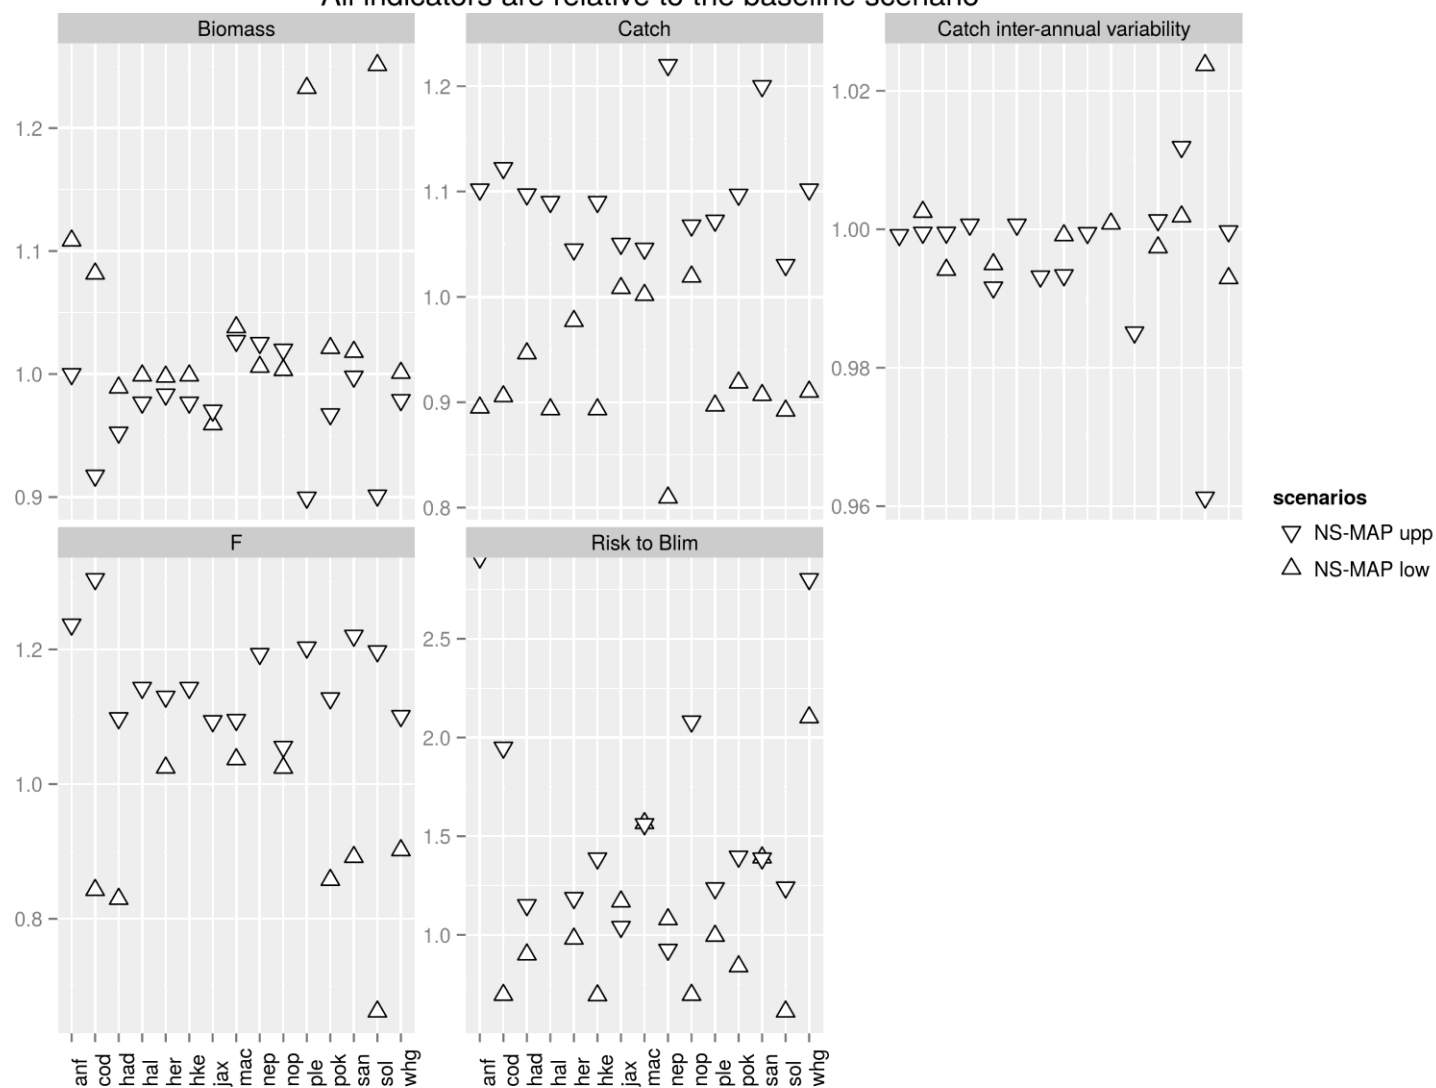 All indicators are relative to the baseline scenario
Biomass
Catch
Catch inter-annual variability
1.2
1.1
1.0
0.9
1.2
1.1
1.0
0.9
0.8
1.02
1.00
0.98
0.96
F
Risk to Blim
1.2
1.0
0.8
2.5
2.0
1.5
1.0
anf
cod
had
hal
her
hke
jax
mac
nep
nop
ple
pok
san
sol
whg
anf
cod
had
hal
her
hke
jax
mac
nep
nop
ple
pok
san
sol
whg
scenarios
NS-MAP upp
NS-MAP low